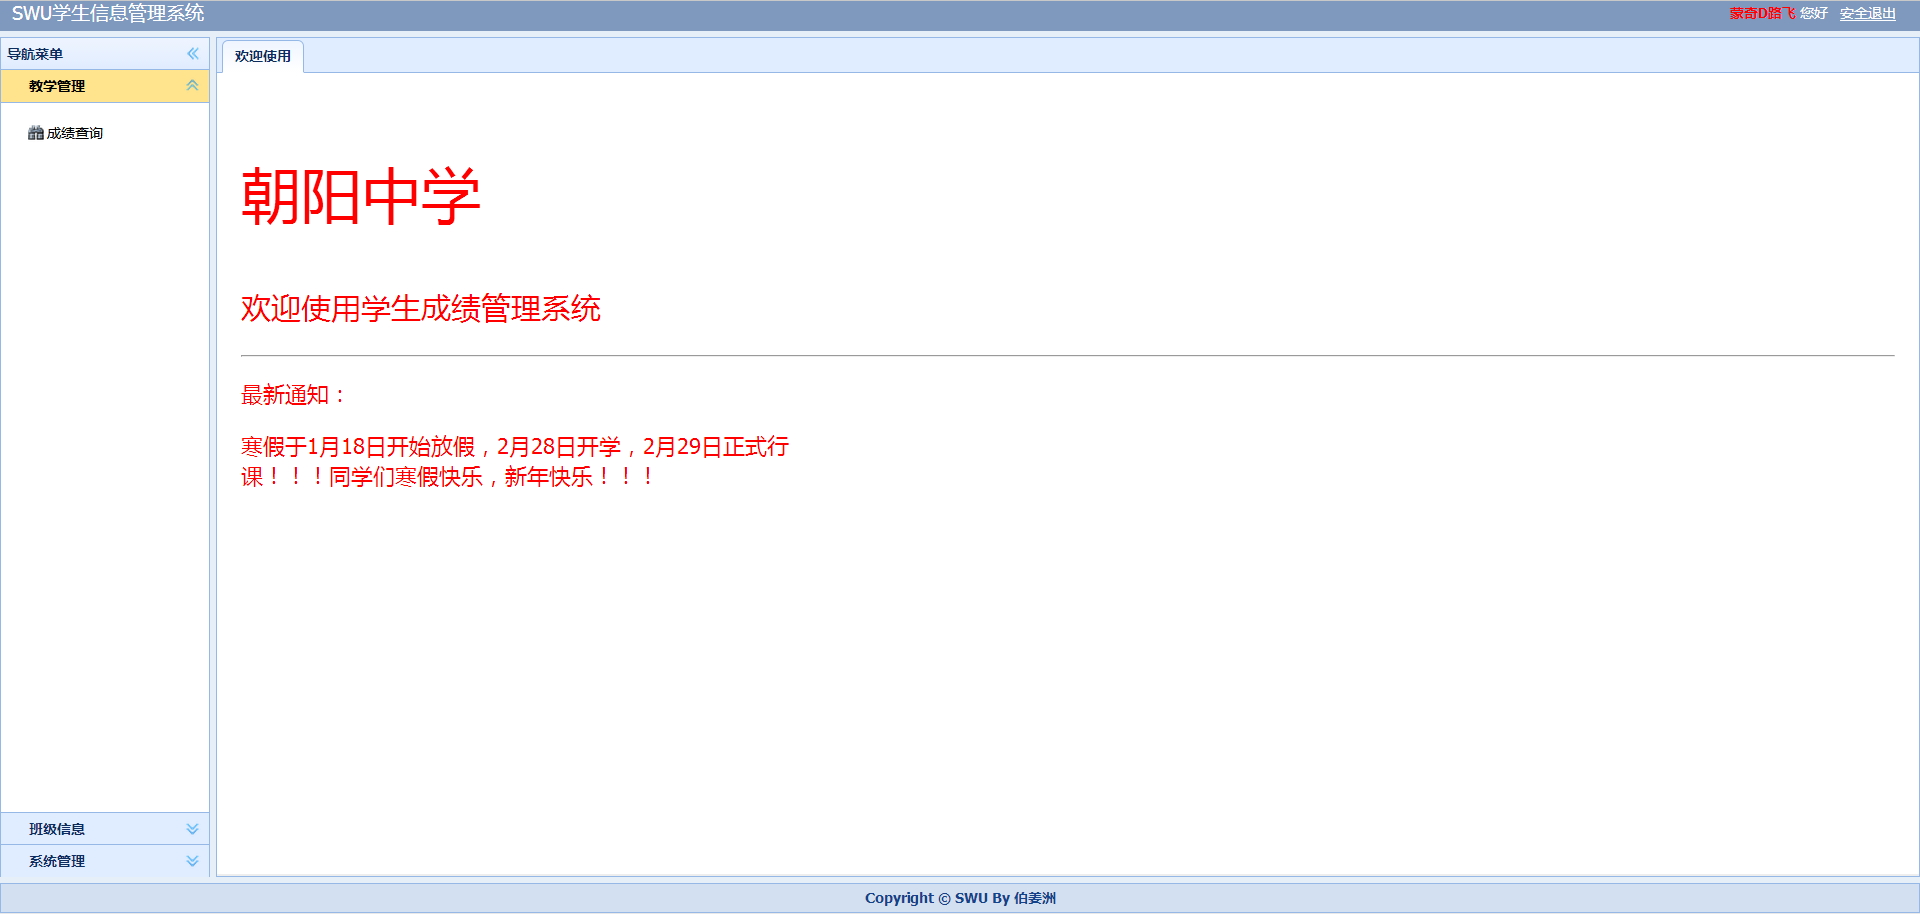 SWU学生信息管理系统
蒙奇D路飞 您好 安全退出
导航菜单
教学管理
成绩查询
班级信息
系统管理
欢迎使用
朝阳中学
欢迎使用学生成绩管理系统
最新通知：
寒假于1月18日开始放假，2月28日开学，2月29日正式行
课！！！同学们寒假快乐，新年快乐！！！
Copyright © SWU By 伯姜洲